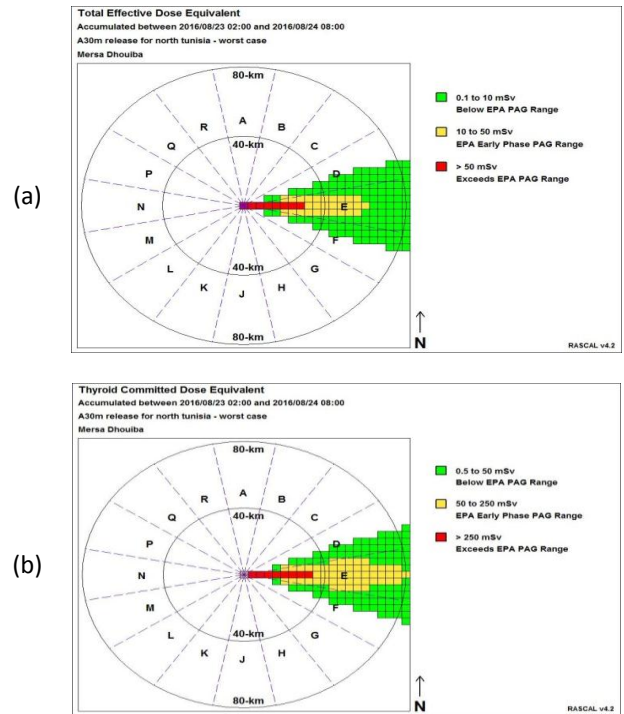 (a)
Total Effective Dose Equivalent
Accumulated between 2016/08/23 02:00 and 2016/08/24 08:00
A30m release for north tunisia - worst case
Mersa Dhouiba
80-km
A
R
B
Q
C
40-km
P
D
N
E
M
F
L
G
40-km
K
H
J
80-km
0.1 to 10 mSv
Below EPA PAG Range
10 to 50 mSv
EPA Early Phase PAG Range
> 50 mSv
Exceeds EPA PAG Range
N
RASCAL v4.2
(b)
Thyroid Committed Dose Equivalent
Accumulated between 2016/08/23 02:00 and 2016/08/24 08:00
A30m release for north tunisia - worst case
Mersa Dhouiba
80-km
A
R
B
Q
C
40-km
P
D
N
E
M
F
L
G
40-km
K
H
J
80-km
0.5 to 50 mSv
Below EPA PAG Range
50 to 250 mSv
EPA Early Phase PAG Range
> 250 mSv
Exceeds EPA PAG Range
N
RASCAL v4.2